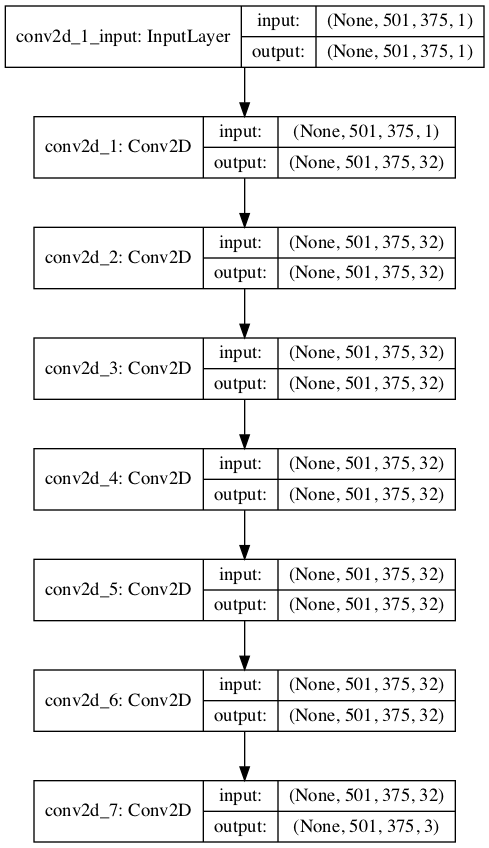 conv2d_1_input: InputLayer
input: (None, 501, 375, 1)
output: (None, 501, 375, 1)
conv2d_1: Conv2D
input: (None, 501, 375, 1)
output: (None, 501, 375, 32)
conv2d_2: Conv2D
input: (None, 501, 375, 32)
output: (None, 501, 375, 32)
conv2d_3: Conv2D
input: (None, 501, 375, 32)
output: (None, 501, 375, 32)
conv2d_4: Conv2D
input: (None, 501, 375, 32)
output: (None, 501, 375, 32)
conv2d_5: Conv2D
input: (None, 501, 375, 32)
output: (None, 501, 375, 32)
conv2d_6: Conv2D
input: (None, 501, 375, 32)
output: (None, 501, 375, 32)
conv2d_7: Conv2D
input: (None, 501, 375, 32)
output: (None, 501, 375, 3)